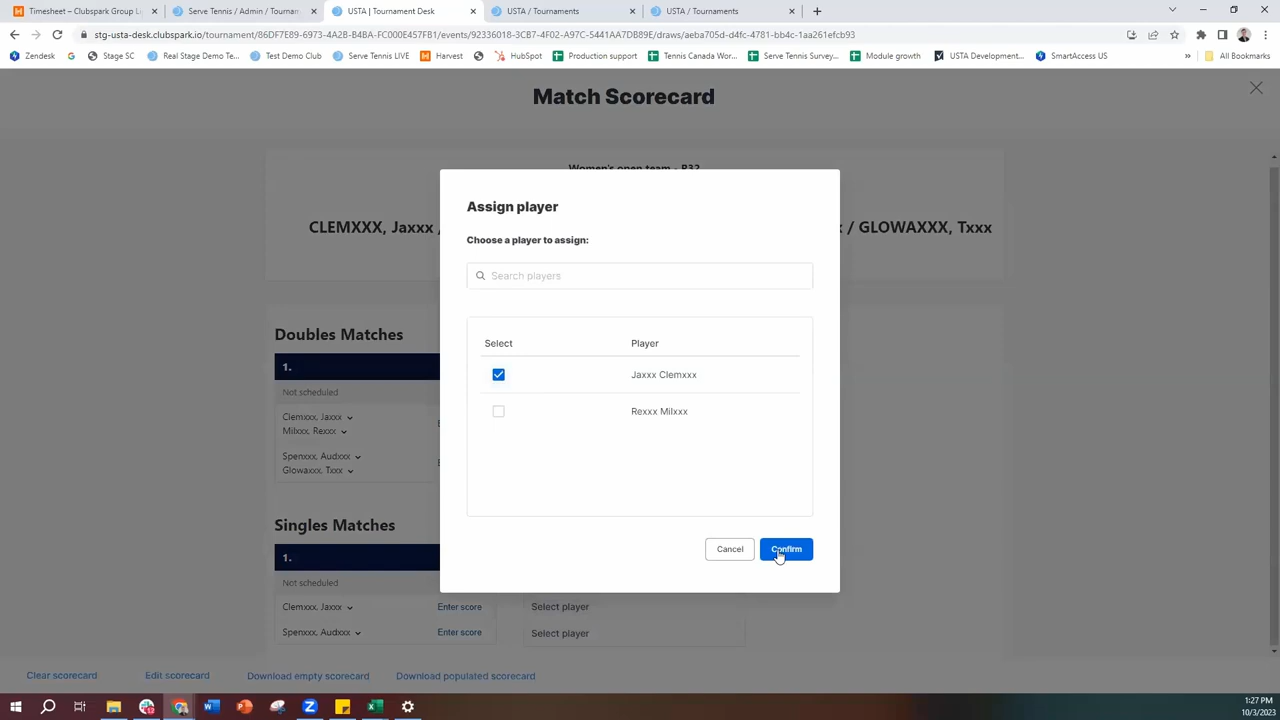 Timesheet – Clubspark Group L
Serve Tennis / Admin / Tournam
USTA | Tournament Desk
USTA / Tournaments
USTA / Tournaments
stg-usta-desk.clubspark.io/tournament/86DF7E89-6973-4A2B-B4BA-FC000E457FB1/events/92336018-3CB7-4F02-A97C-5441AA7DB89E/draws/aeba705d-d4fc-4781-bb4c-1aa261efcb93
Zendesk
Stage SC
Real Stage Demo Te...
Test Demo Club
Serve Tennis LIVE
Harvest
HubSpot
Production support
Tennis Canada Wor...
Serve Tennis Survey...
Module growth
USTA Development...
SmartAccess US
»
All Bookmarks
Match Scorecard
Women's open team - R32
CLEMXXX, Jaxxx /
/ GLOWAXXX, Txxx
Assign player
Choose a player to assign:
Search players
Select Player
Jaxxx Clemxxx
Rexxx Milxxx
Cancel Confirm
Doubles Matches
1.
Not scheduled
Clemxxx, Jaxxx
Milxxx, Rexxx
Spenxxx, Audxxx
Glowaxxx, Txxx
Singles Matches
1.
Not scheduled
Clemxxx, Jaxxx Enter score Select player
Spenxxx, Audxxx Enter score Select player
Clear scorecard Edit scorecard Download empty scorecard Download populated scorecard
1:27 PM
10/3/2023